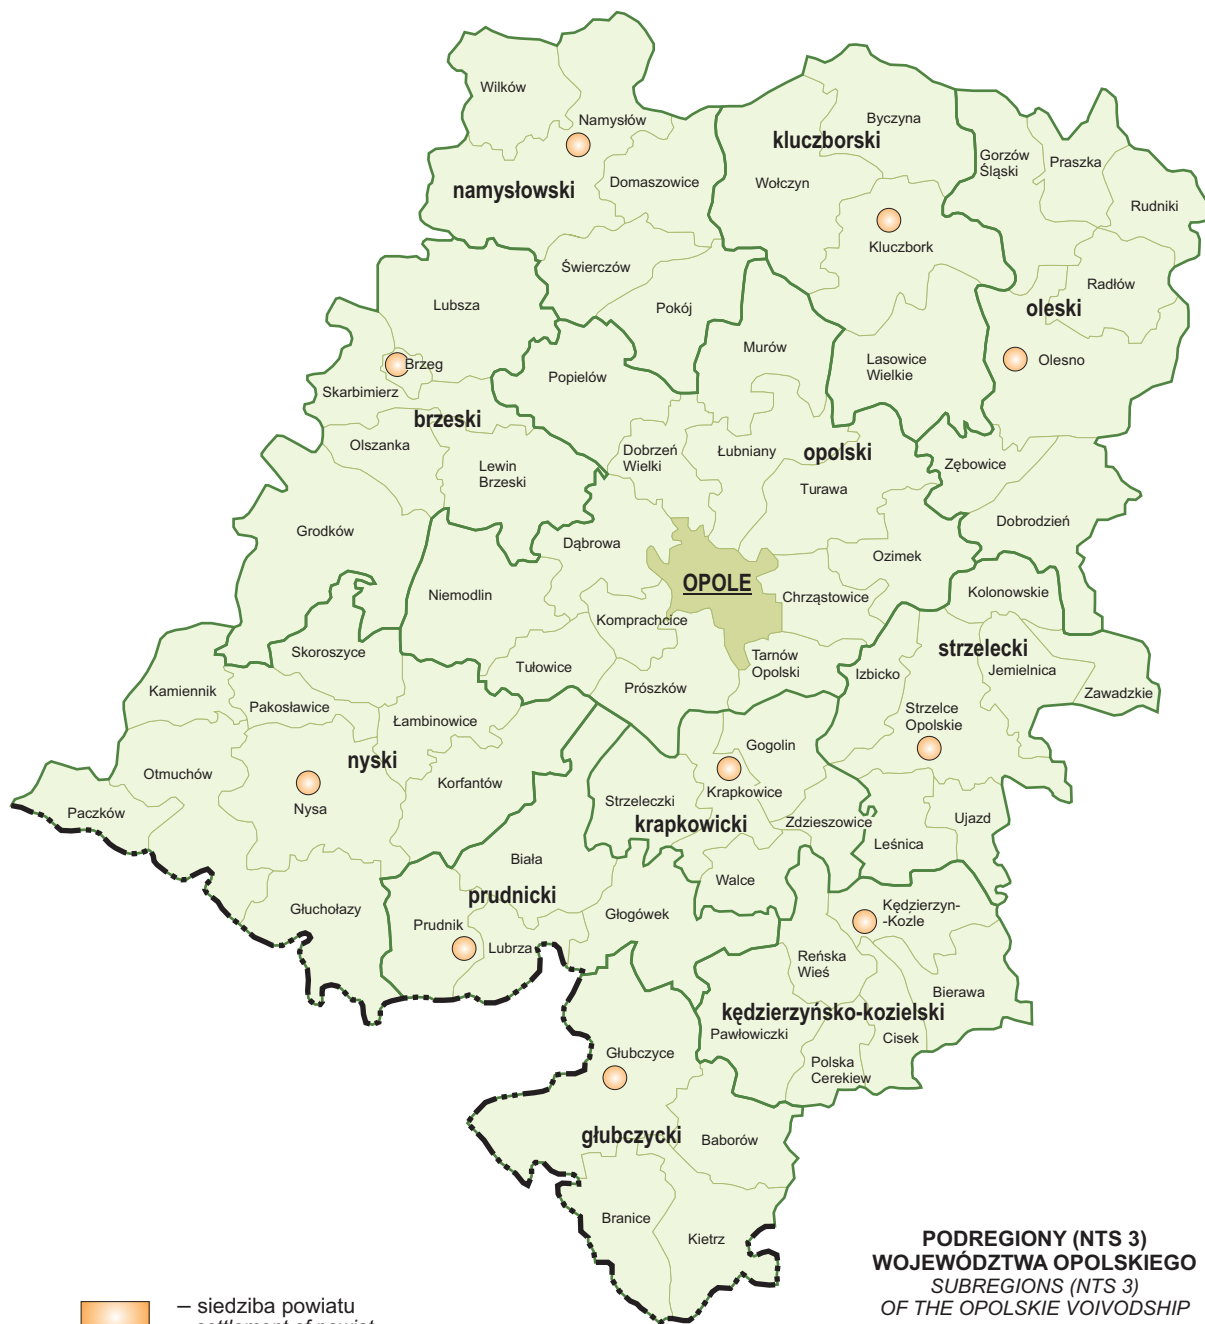 Wilków
Namysłów
namysłowski
Domaszowice
Świerczów
Pokój
kluczborski
Byczyna
Wołczyn
Kluczbork
Lasowice
Wielkie
Gorzów
Śląski
Praszka
Rudniki
Radłów
oleski
Olesno
Zębowice
Dobrodzień
Lubsza
Brzeg
Skarbimierz
brzeski
Olszanka
Lewin
Brzeski
Grodków
Popielów
Murów
Dobrzeń
Wielki
Łubniany
opolski
Turawa
Dąbrowa
OPOLE
Ozimek
Chrząstowice
Niemodlin
Komprachcice
Tułowice
Prószków
Tarnów
Opolski
Kolonowskie
strzelecki
Izbicko
Jemielnica
Zawadzkie
Strzelce
Opolskie
Leśnica
Ujazd
Skoroszyce
Kamiennik
Pakosławice
Łambinowice
nyski
Otmuchów
Nysa
Korfantów
Paczków
Głuchołazy
Gogolin
Strzeleczki
Krapkowice
krapkowicki
Zdzieszowice
Walce
Biała
prudnicki
Prudnik
Lubrza
Głogówek
Kędzierzyn-
-Kozle
Reńska
Wieś
Bierawa
kędzierzyńsko-kozielski
Pawłowiczki
Cisek
Polska
Cerekiew
Głubczyce
głubczycki
Baborów
Branice
Kietrz
PODREGIONY (NTS 3)
WOJEWÓDZTWA OPOLSKIEGO
SUBREGIONS (NTS 3)
OF THE OPOLSKIE VOIVODSHIP
– siedziba powiatu
settlement of powiat